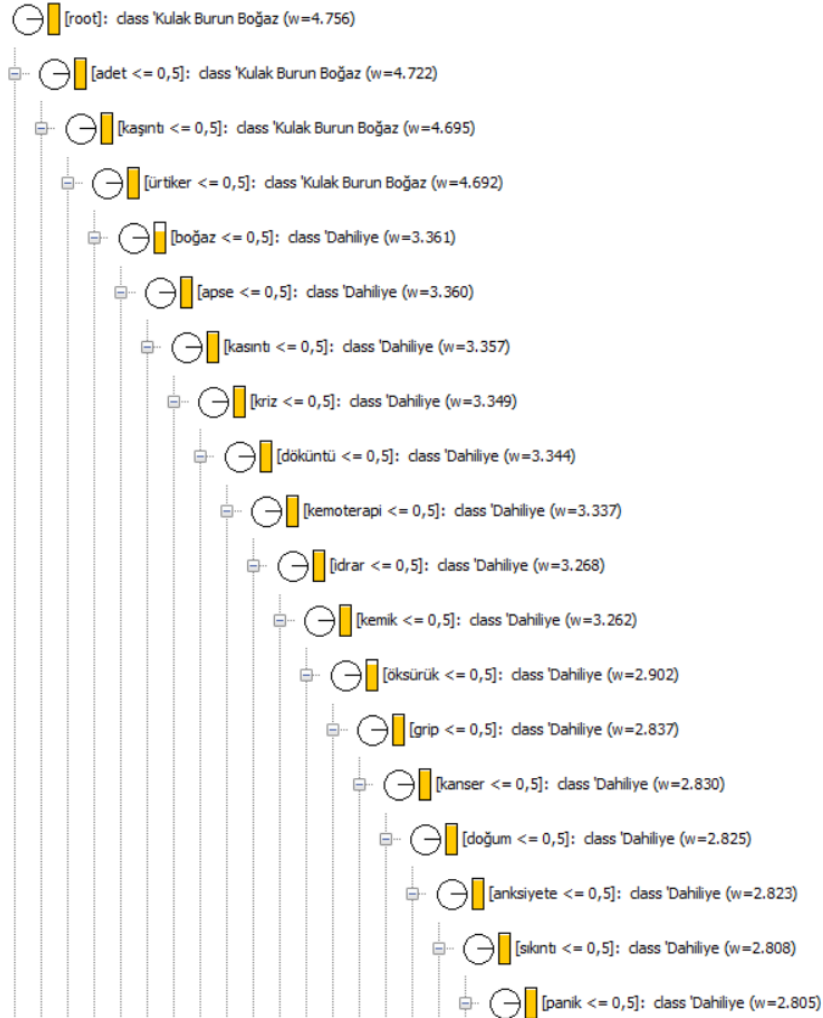 [root]: class 'Kulak Burun Boğaz (w=4.756)
[adet <= 0,5]: class 'Kulak Burun Boğaz (w=4.722)
[kaşıntı <= 0,5]: class 'Kulak Burun Boğaz (w=4.695)
[ürtiker <= 0,5]: class 'Kulak Burun Boğaz (w=4.692)
[boğaz <= 0,5]: class 'Dahiliye (w=3.361)
[apse <= 0,5]: class 'Dahiliye (w=3.360)
[kasıntı <= 0,5]: class 'Dahiliye (w=3.357)
[kriz <= 0,5]: class 'Dahiliye (w=3.349)
[döküntü <= 0,5]: class 'Dahiliye (w=3.344)
[kemoterapi <= 0,5]: class 'Dahiliye (w=3.337)
[idrar <= 0,5]: class 'Dahiliye (w=3.268)
[kemik <= 0,5]: class 'Dahiliye (w=3.262)
[öksürük <= 0,5]: class 'Dahiliye (w=2.902)
[grip <= 0,5]: class 'Dahiliye (w=2.837)
[kanser <= 0,5]: class 'Dahiliye (w=2.830)
[doğum <= 0,5]: class 'Dahiliye (w=2.825)
[anksiyete <= 0,5]: class 'Dahiliye (w=2.823)
[sıkıntı <= 0,5]: class 'Dahiliye (w=2.808)
[panik <= 0,5]: class 'Dahiliye (w=2.805)